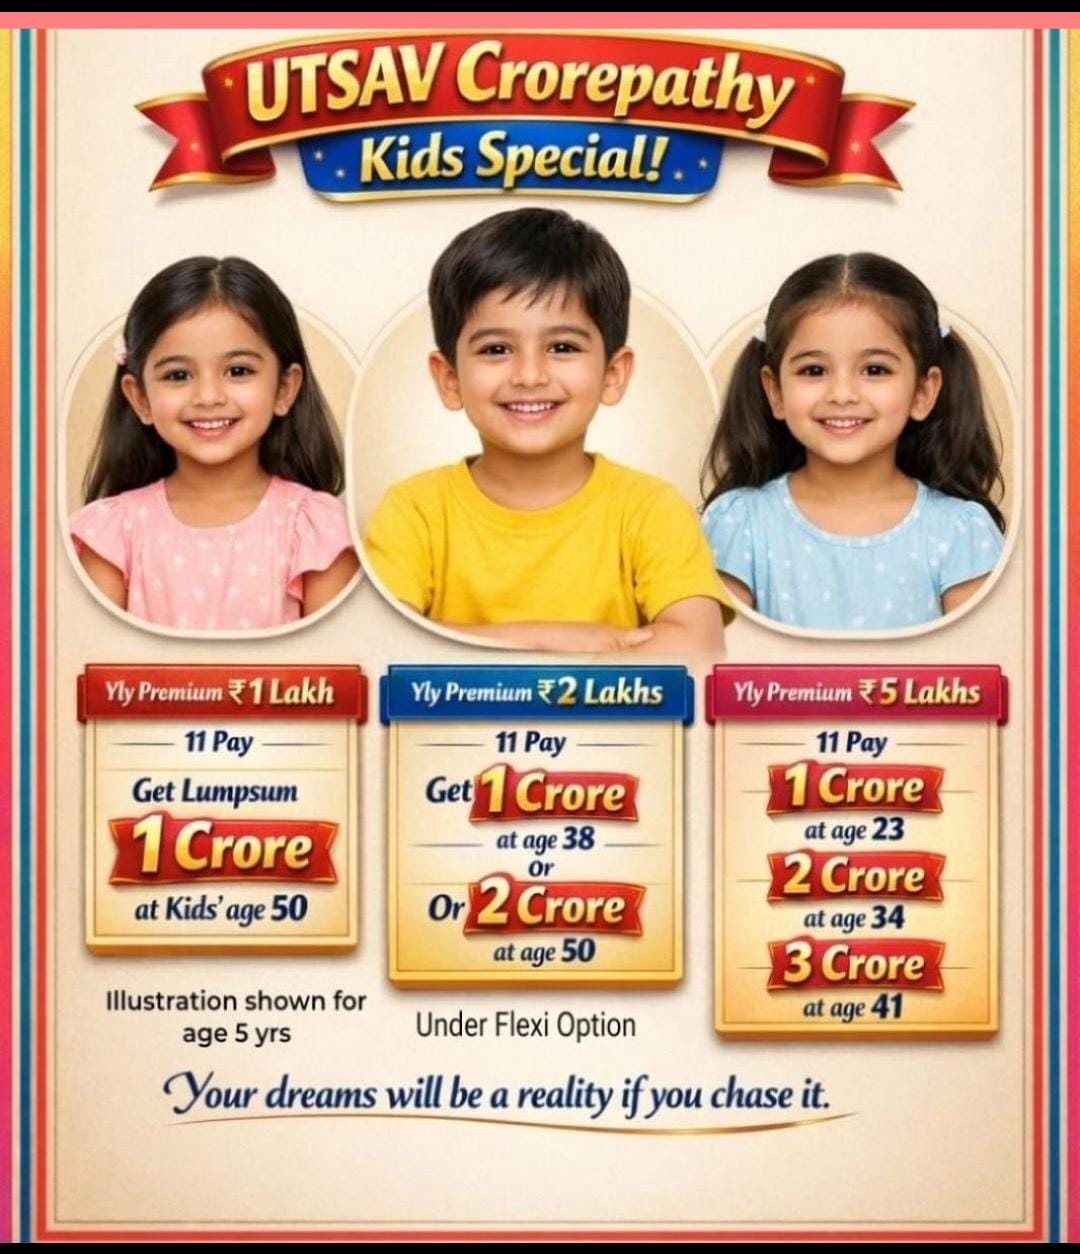 UTSAV Crorepathy
Kids Special!
Yly Premium ₹1 Lakh
11 Pay
Get Lumpsum
1 Crore
at Kids' age 50
Illustration shown for
age 5 yrs
Yly Premium ₹2 Lakhs
11 Pay
Get 1 Crore
at age 38
Or
Or 2 Crore
at age 50
Under Flexi Option
Yly Premium ₹5 Lakhs
11 Pay
1 Crore
at age 23
2 Crore
at age 34
3 Crore
at age 41
Your dreams will be a reality if you chase it.